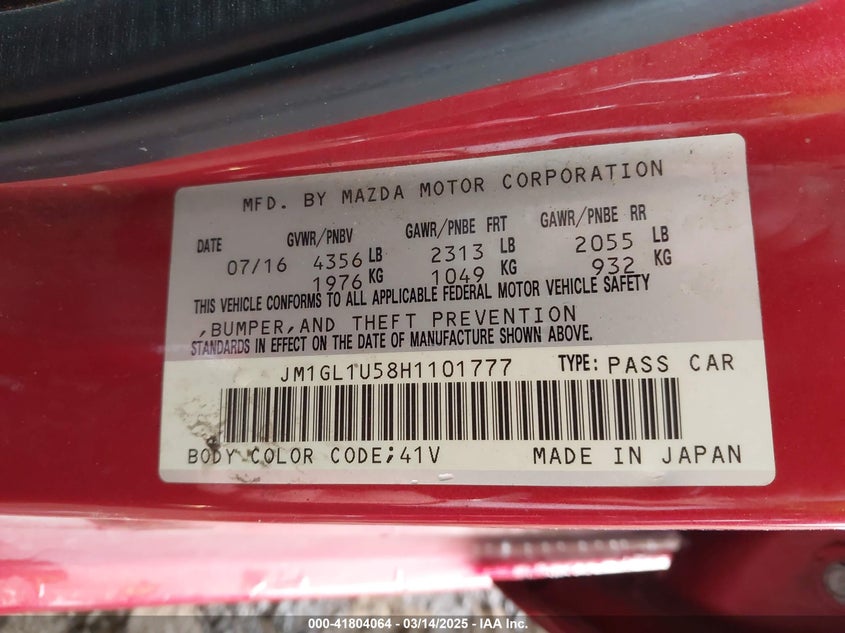 MFD. BY MAZDA MOTOR CORPORATION
DATE GVWR/PNBV GAWR/PNBE FRT GAWR/PNBE RR
07/16 4356 LB 2313 LB 2055 LB
1976 KG 1049 KG 932 KG
THIS VEHICLE CONFORMS TO ALL APPLICABLE FEDERAL MOTOR VEHICLE SAFETY
,BUMPER,AND THEFT PREVENTION
STANDARDS IN EFFECT ON THE DATE OF MANUFACTURE SHOWN ABOVE.
JM1GL1U58H1101777 TYPE: PASS CAR
BODY COLOR CODE;41V MADE IN JAPAN
000-41804064 | 03/14/2025 | IAA Inc.